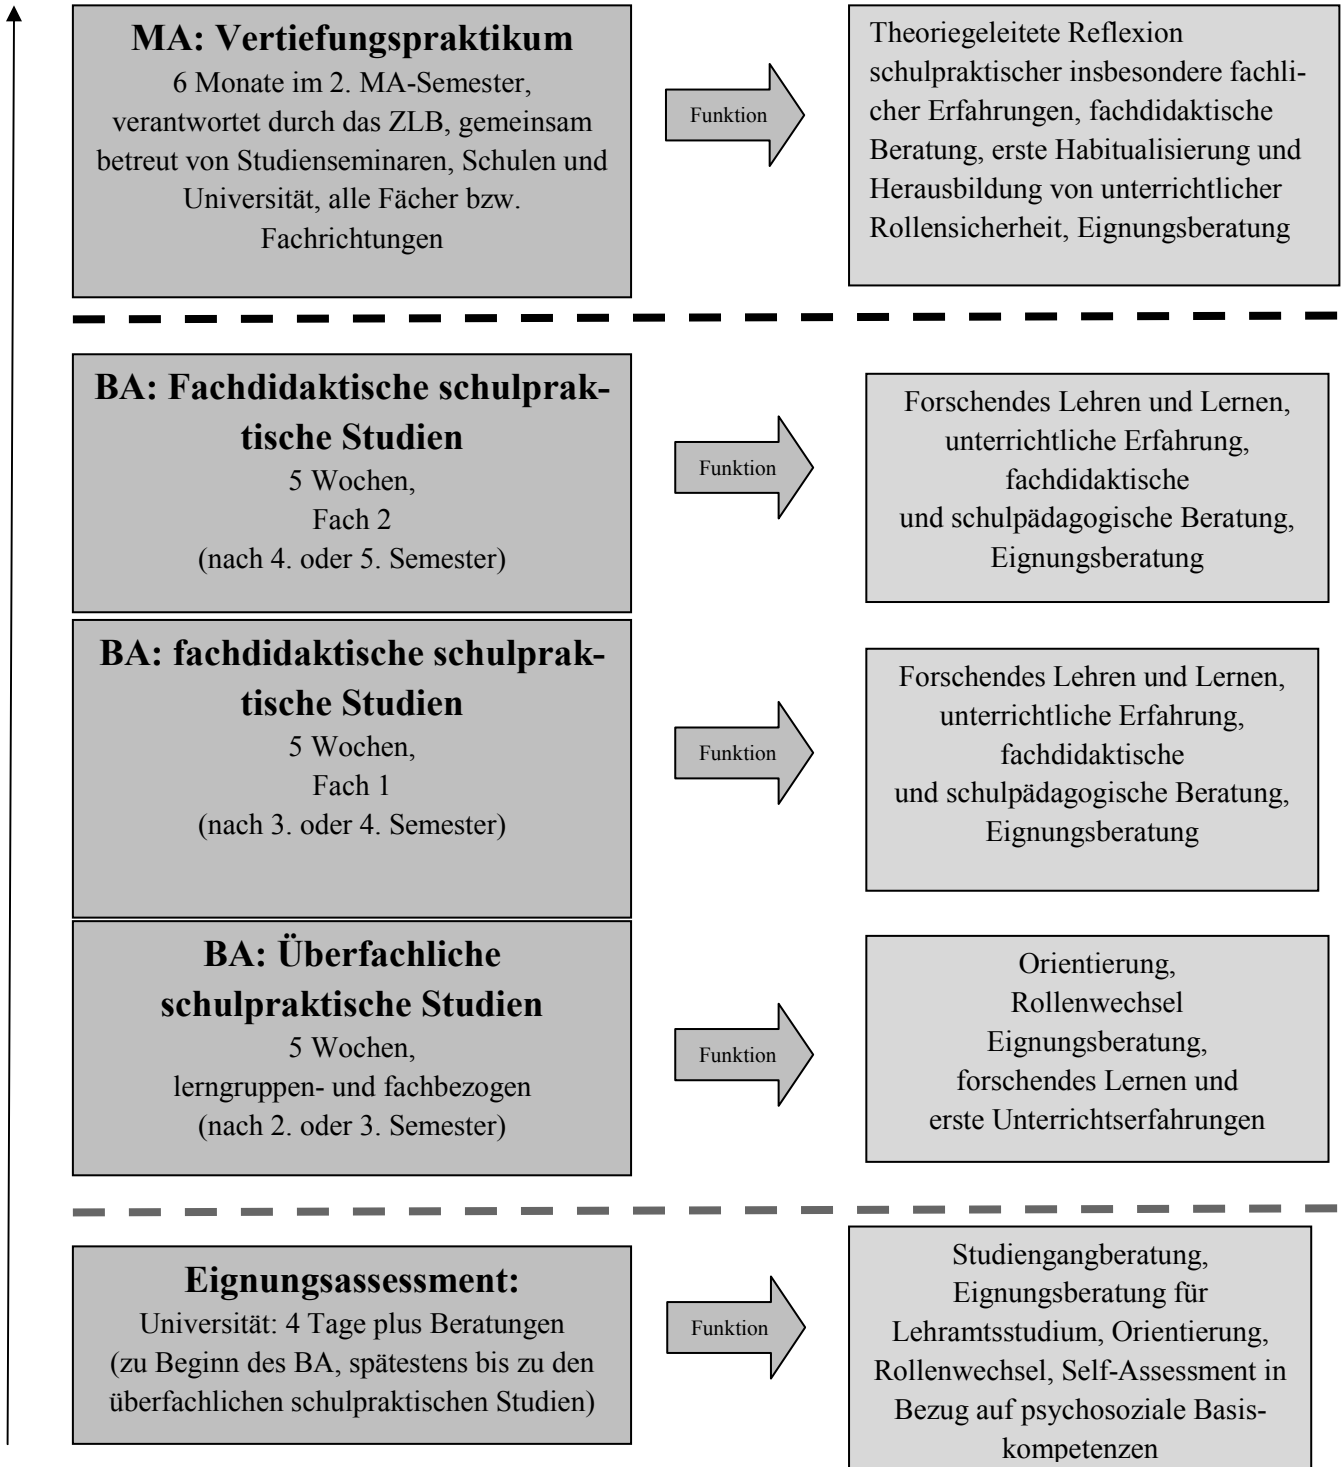 MA: Vertiefungspraktikum
6 Monate im 2. MA-Semester,
verantwortet durch das ZLB, gemeinsam
betreut von Studienseminaren, Schulen und
Universität, alle Fächer bzw.
Fachrichtungen
Funktion
Theoriegeleitete Reflexion
schulpraktischer insbesondere fachli-
cher Erfahrungen, fachdidaktische
Beratung, erste Habitualisierung und
Herausbildung von unterrichtlicher
Rollensicherheit, Eignungsberatung
BA: Fachdidaktische schulprak-
tische Studien
5 Wochen,
Fach 2
(nach 4. oder 5. Semester)
Funktion
Forschendes Lehren und Lernen,
unterrichtliche Erfahrung,
fachdidaktische
und schulpädagogische Beratung,
Eignungsberatung
BA: fachdidaktische schulprak-
tische Studien
5 Wochen,
Fach 1
(nach 3. oder 4. Semester)
Funktion
Forschendes Lehren und Lernen,
unterrichtliche Erfahrung,
fachdidaktische
und schulpädagogische Beratung,
Eignungsberatung
BA: Überfachliche
schulpraktische Studien
5 Wochen,
lerngruppen- und fachbezogen
(nach 2. oder 3. Semester)
Funktion
Orientierung,
Rollenwechsel
Eignungsberatung,
forschendes Lernen und
erste Unterrichtserfahrungen
Eignungsassessment:
Universität: 4 Tage plus Beratungen
(zu Beginn des BA, spätestens bis zu den
überfachlichen schulpraktischen Studien)
Funktion
Studiengangberatung,
Eignungsberatung für
Lehramtsstudium, Orientierung,
Rollenwechsel, Self-Assessment in
Bezug auf psychosoziale Basis-
kompetenzen